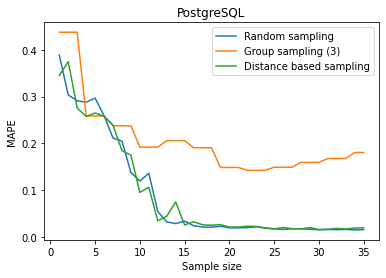 PostgreSQL
Random sampling
Group sampling (3)
Distance based sampling
MAPE
0.4
0.3
0.2
0.1
0.0
0 5 10 15 20 25 30 35
Sample size